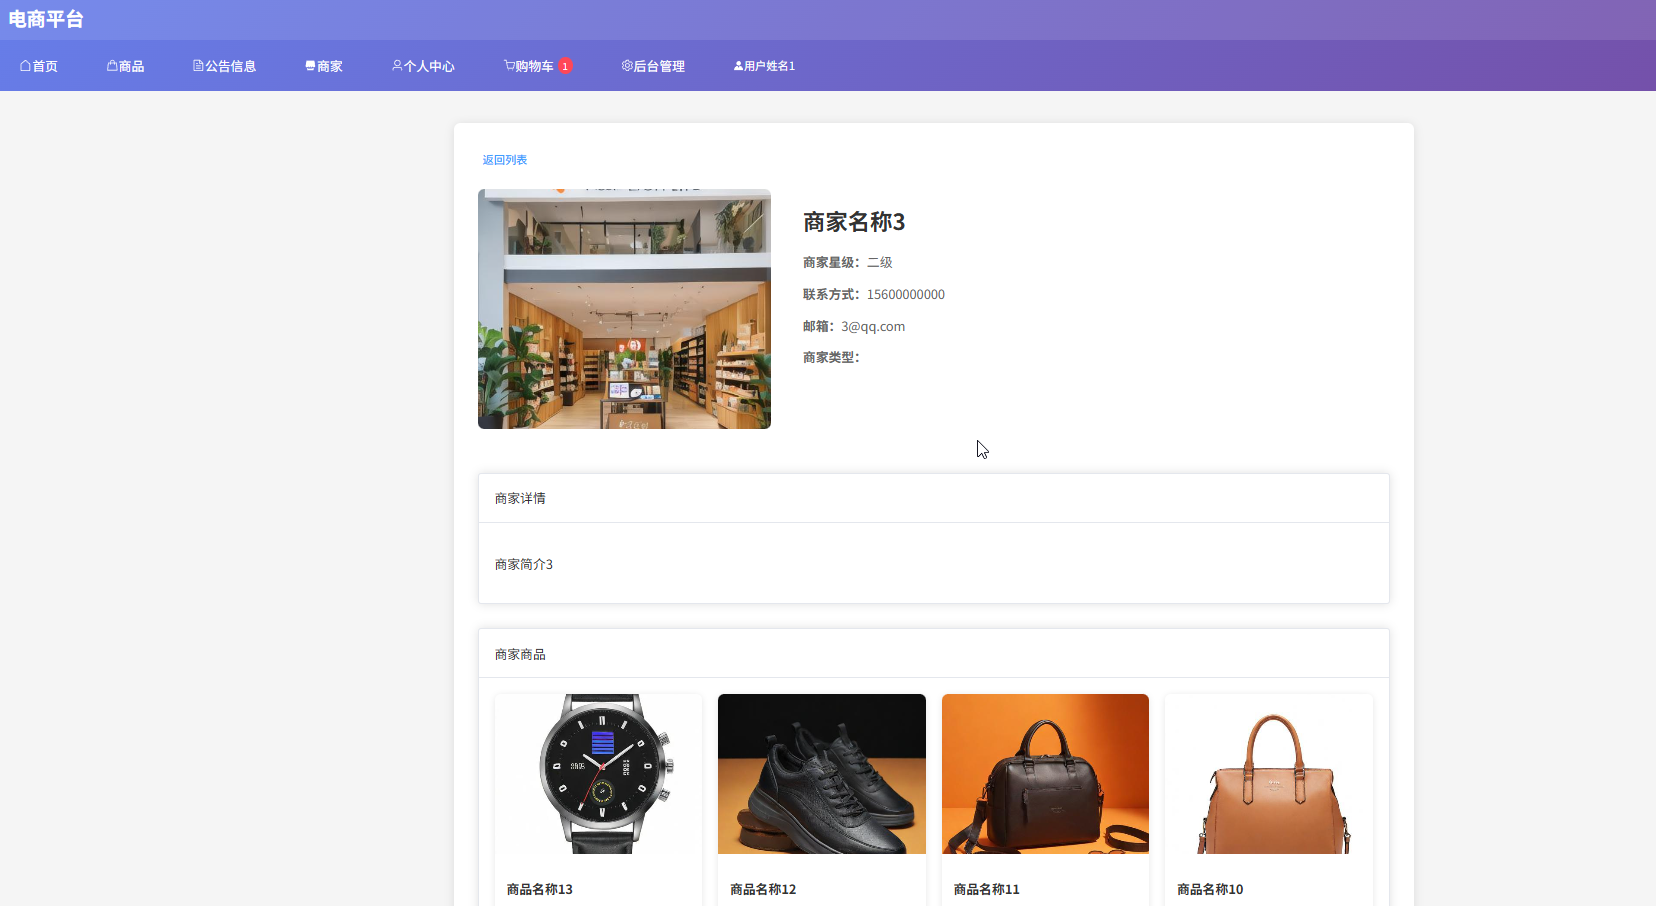 电商平台
首页
商品
公告信息
商家
个人中心
购物车 1
后台管理
用户姓名1
返回列表
商家名称3
商家星级：二级
联系方式：15600000000
邮箱：3@qq.com
商家类型：
商家详情
商家简介3
商家商品
商品名称13
商品名称12
商品名称11
商品名称10